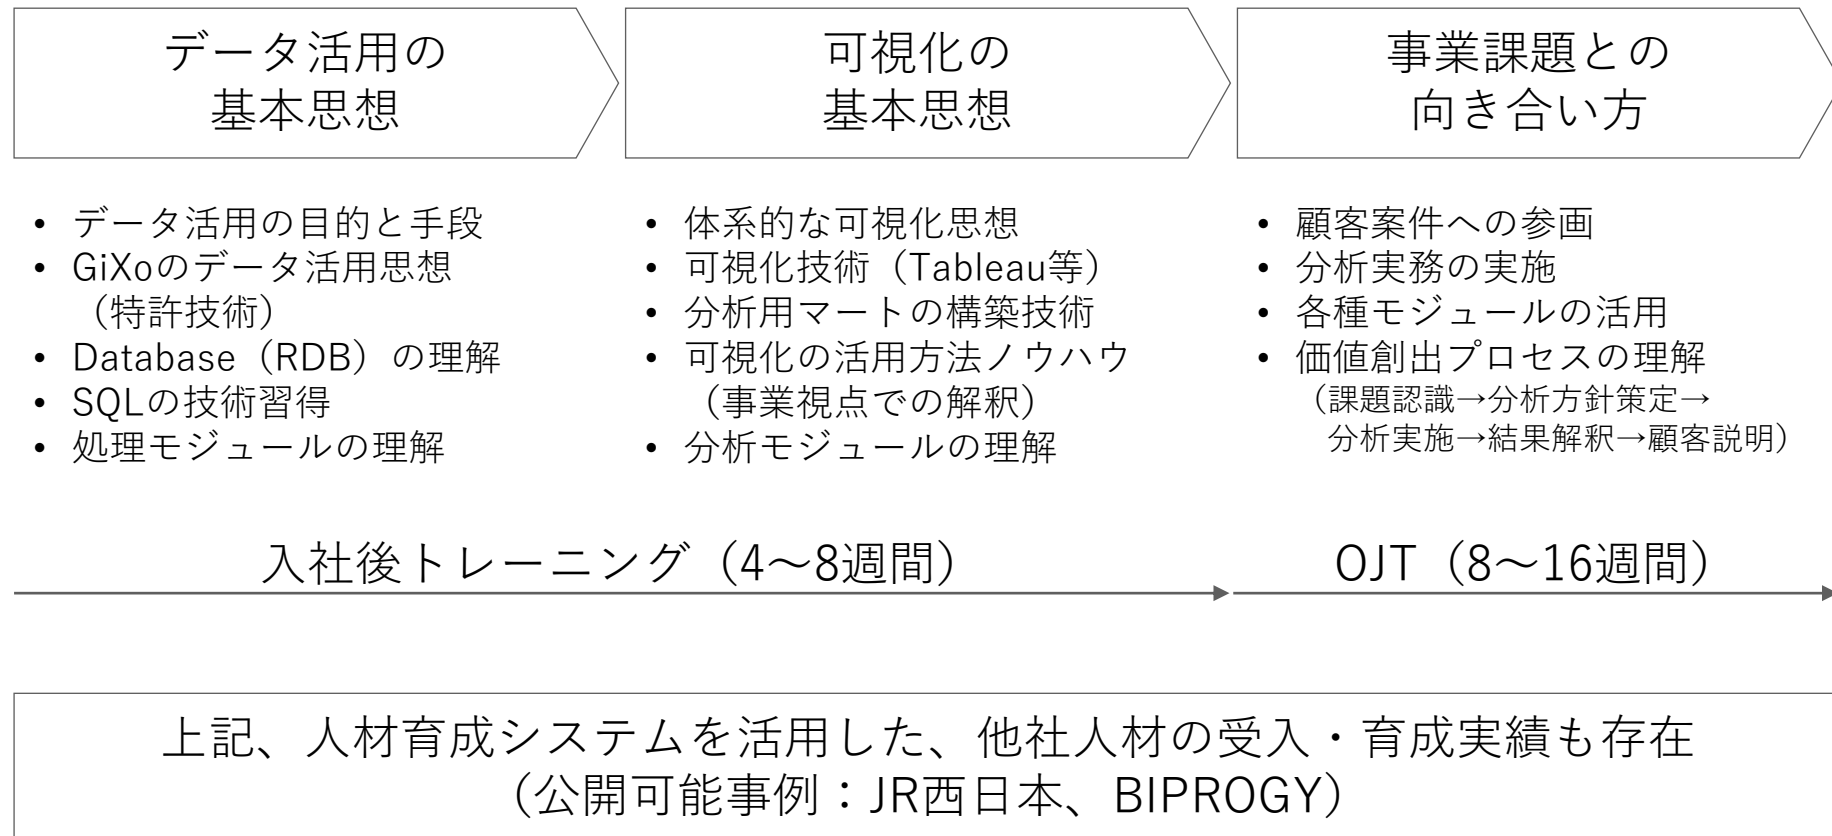 データ活用の
基本思想
可視化の
基本思想
事業課題との
向き合い方
• データ活用の目的と手段
• GiXoのデータ活用思想
（特許技術）
• Database（RDB）の理解
• SQLの技術習得
• 処理モジュールの理解
• 体系的な可視化思想
• 可視化技術（Tableau等）
• 分析用マートの構築技術
• 可視化の活用方法ノウハウ
（事業視点での解釈）
• 分析モジュールの理解
• 顧客案件への参画
• 分析実務の実施
• 各種モジュールの活用
• 価値創出プロセスの理解
（課題認識→分析方針策定→
分析実施→結果解釈→顧客説明）
入社後トレーニング（4～8週間）
OJT（8～16週間）
上記、人材育成システムを活用した、他社人材の受入・育成実績も存在
（公開可能事例：JR西日本、BIPROGY）